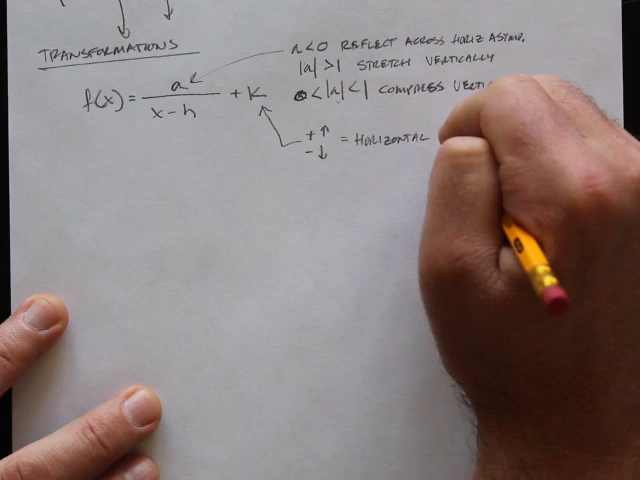 TRANSFORMATIONS
a<0 REFLECT ACROSS HORIZ ASYMP.
|a|>1 STRETCH VERTICALLY
f(x) = a / (x-h) + K
0<|a|<1 COMPRESS
+↑
-↓ = HORIZONTAL